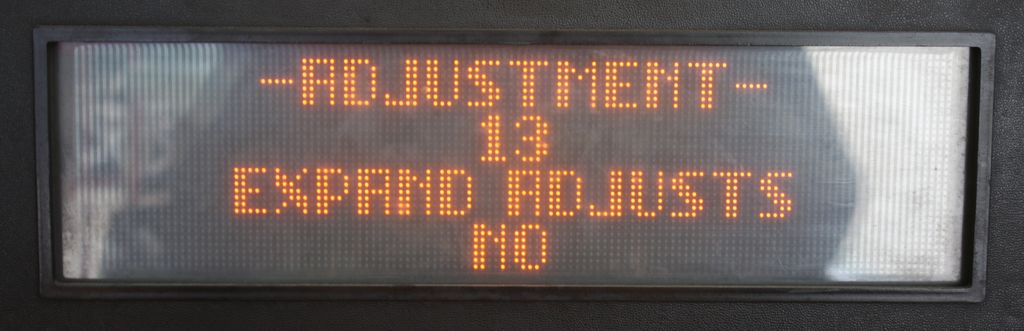 -ADJUSTMENT-
13
EXPAND ADJUSTS
NO